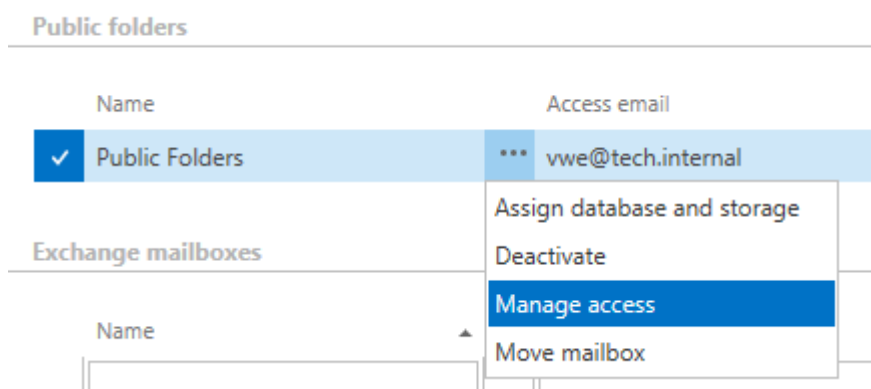 Public folders
Name Access email
Public Folders ••• vwe@tech.internal
Assign database and storage
Exchange mailboxes
Deactivate
Manage access
Name
Move mailbox